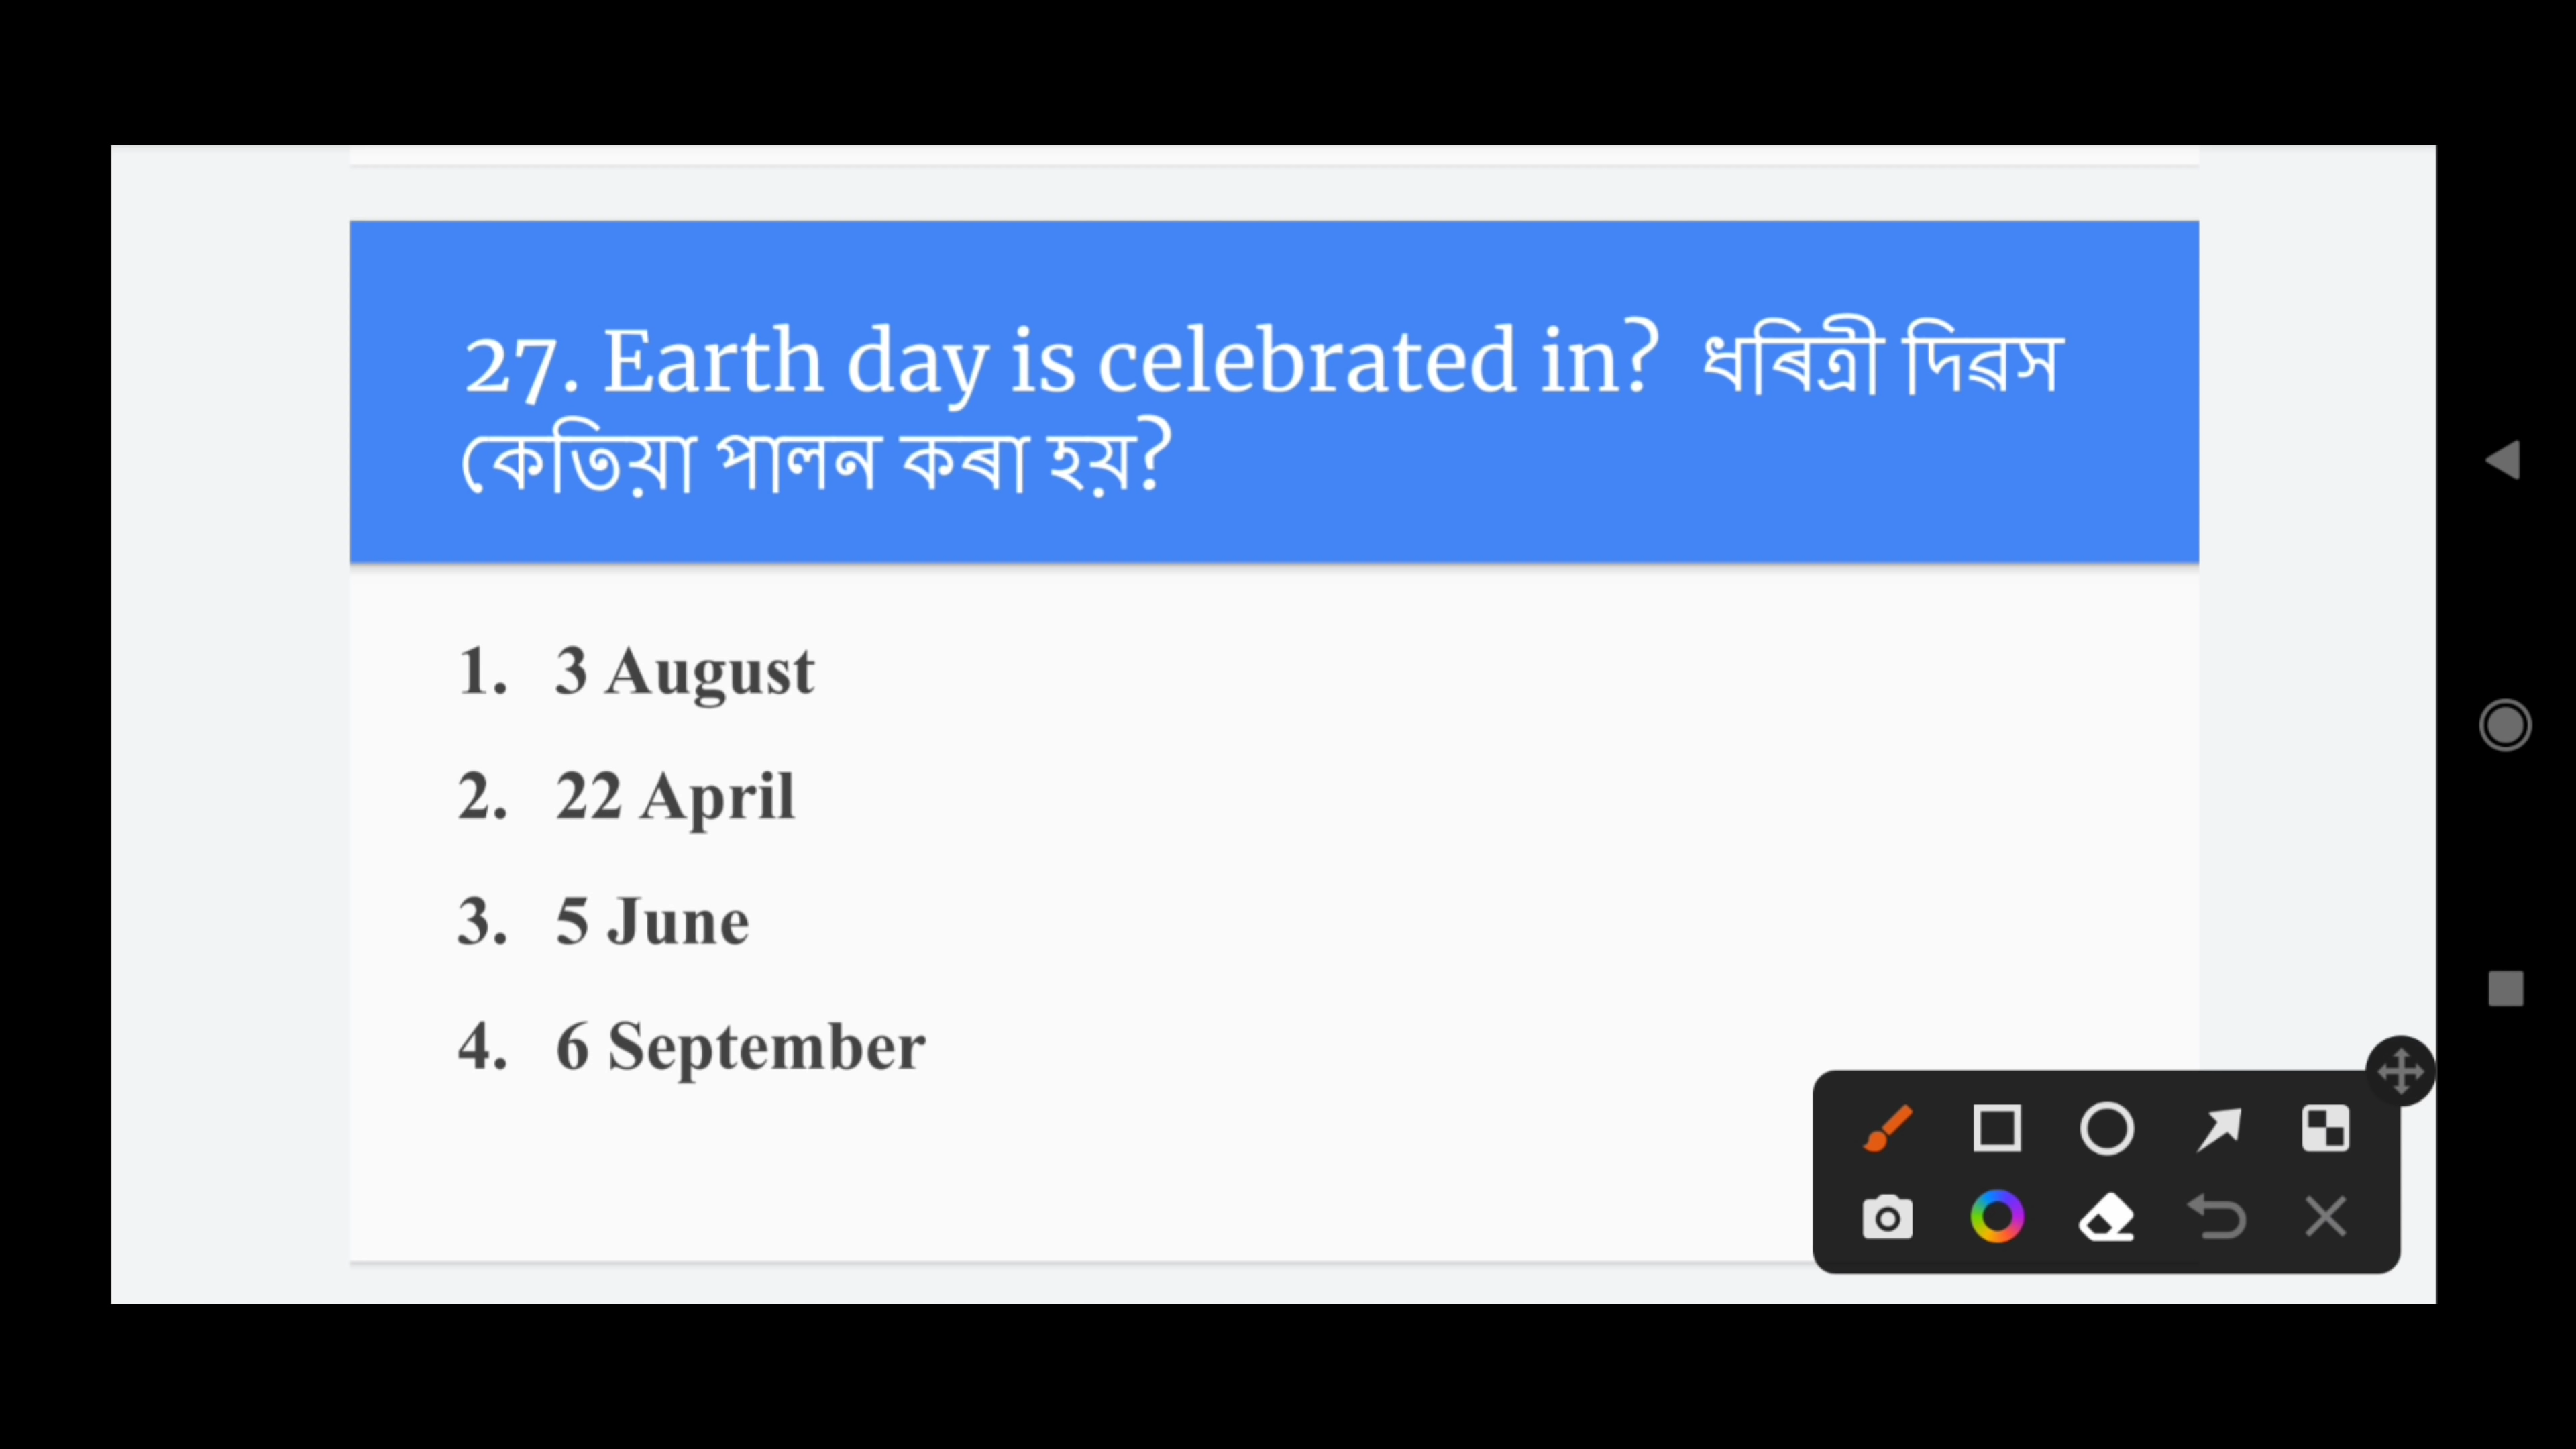 27. Earth day is celebrated in? ধৰিত্ৰী দিৱস
কেতিয়া পালন কৰা হয়?
1. 3 August
2. 22 April
3. 5 June
4. 6 September